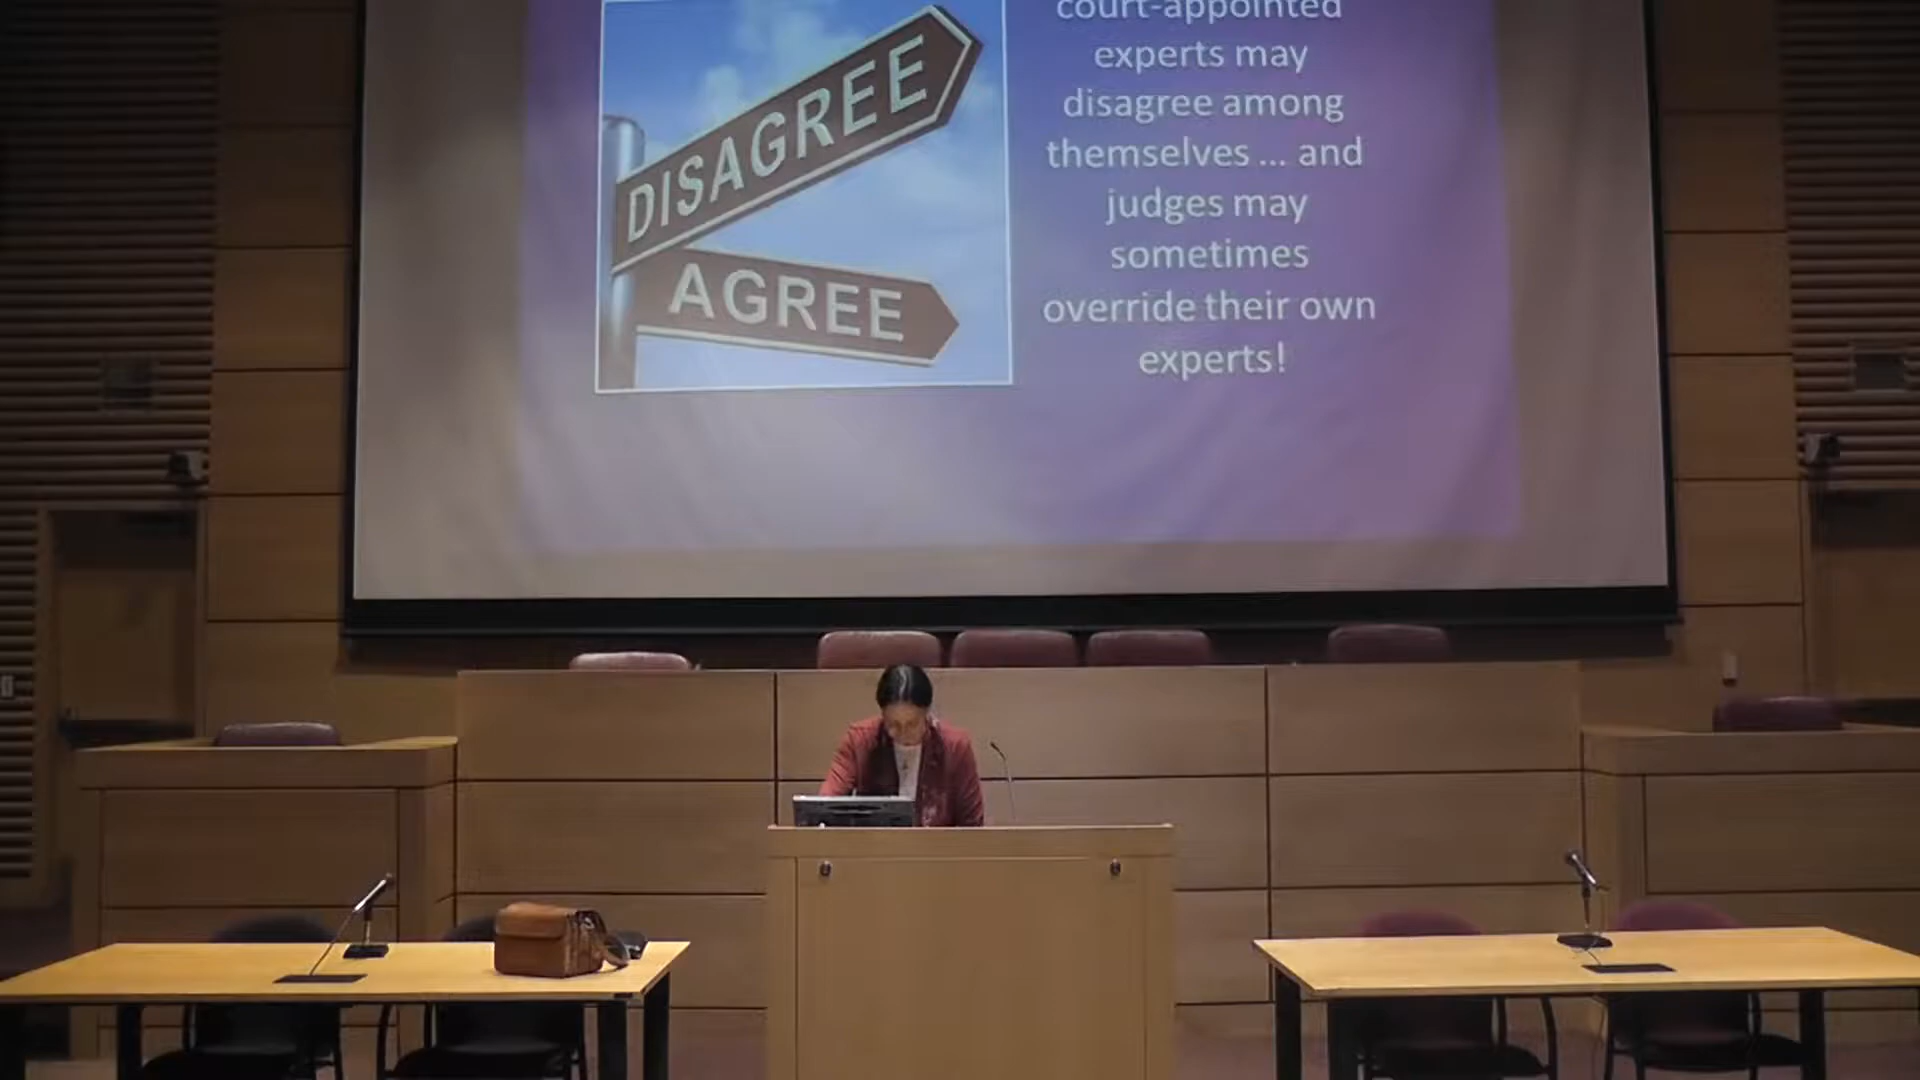 DISAGREE
AGREE
court-appointed
experts may
disagree among
themselves ... and
judges may
sometimes
override their own
experts!